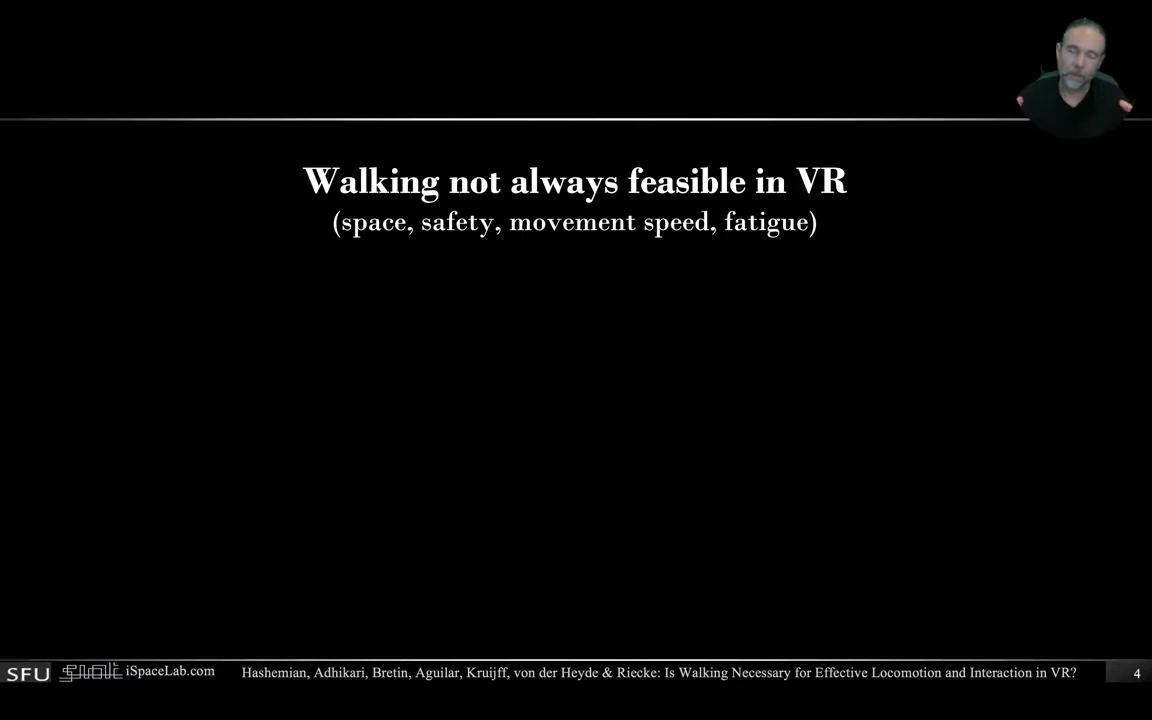 Walking not always feasible in VR
(space, safety, movement speed, fatigue)
SFU iSpaceLab.com Hashemian, Adhikari, Bretin, Aguilar, Kruijff, von der Heyde & Riecke: Is Walking Necessary for Effective Locomotion and Interaction in VR? 4